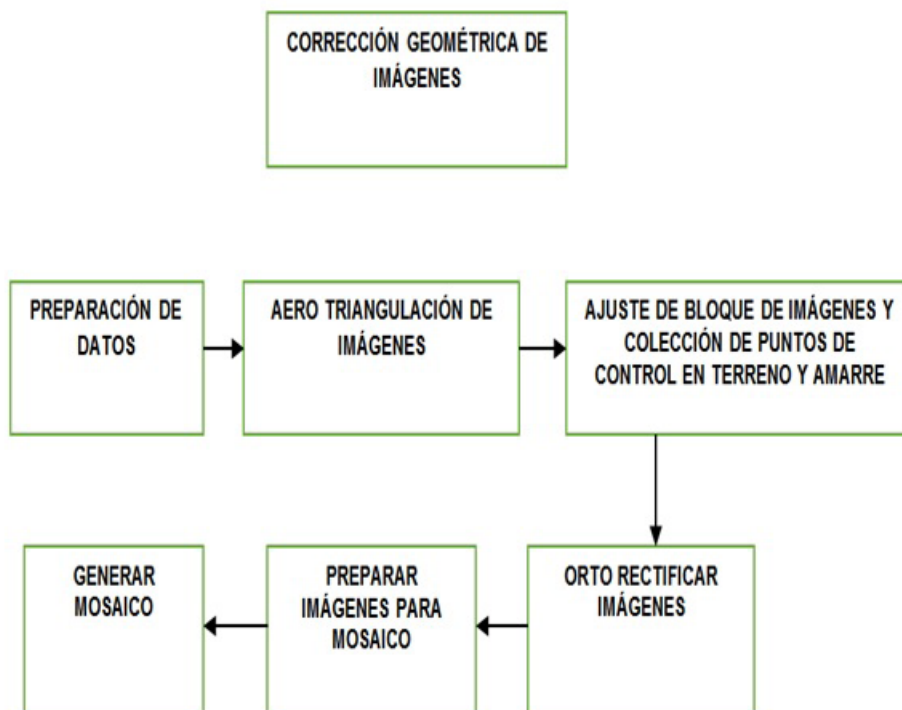 CORRECCIÓN GEOMÉTRICA DE
IMÁGENES
PREPARACIÓN DE
DATOS
AERO TRIANGULACIÓN DE
IMÁGENES
AJUSTE DE BLOQUE DE IMÁGENES Y
COLECCIÓN DE PUNTOS DE
CONTROL EN TERRENO Y AMARRE
ORTO RECTIFICAR
IMÁGENES
PREPARAR
IMÁGENES PARA
MOSAICO
GENERAR
MOSAICO